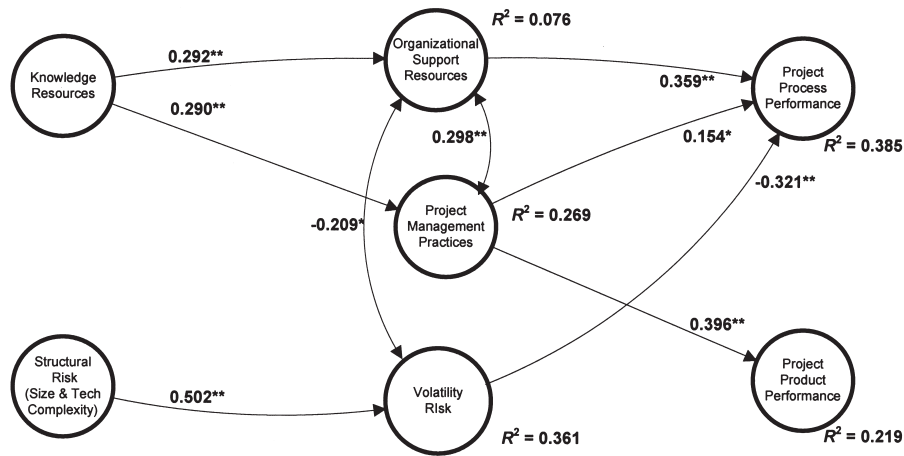 R² = 0.076
Organizational
Support
Resources
0.292**
Knowledge
Resources
0.359**
Project
Process
Performance
0.290**
0.298**
0.154*
R² = 0.385
-0.321**
Project
Management
Practices
R² = 0.269
-0.209*
0.396**
Structural
Risk
(Size & Tech
Complexity)
0.502**
Volatility
RIsk
R² = 0.361
Project
Product
Performance
R² = 0.219